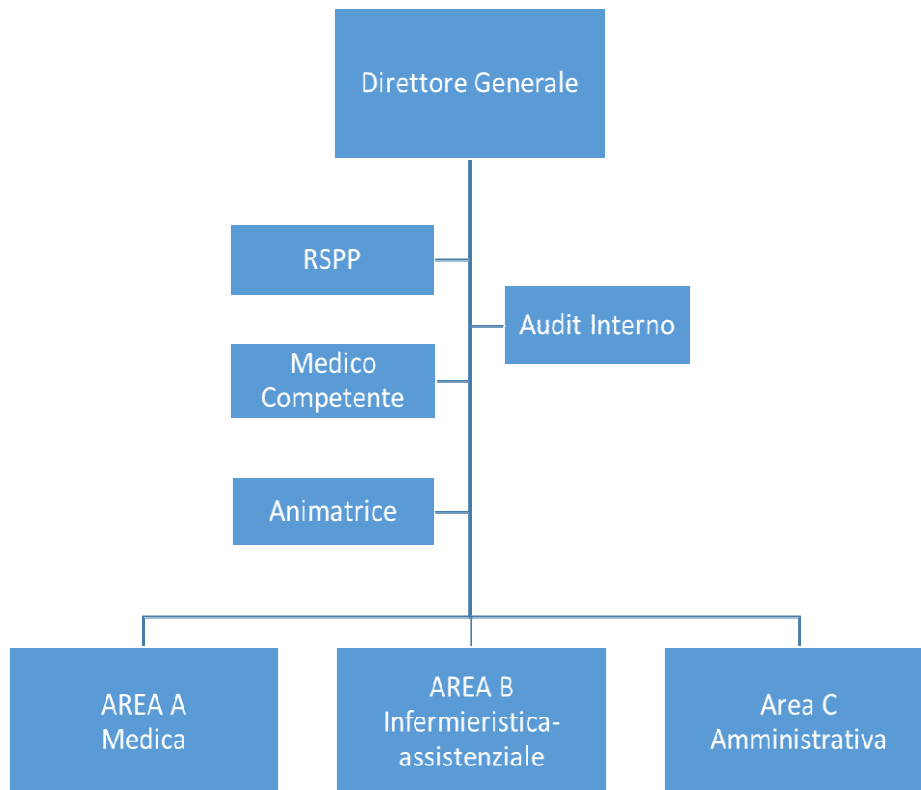 Direttore Generale
RSPP
Audit Interno
Medico
Competente
Animatrice
AREA A
Medica
AREA B
Infermieristica-
assistenziale
Area C
Amministrativa